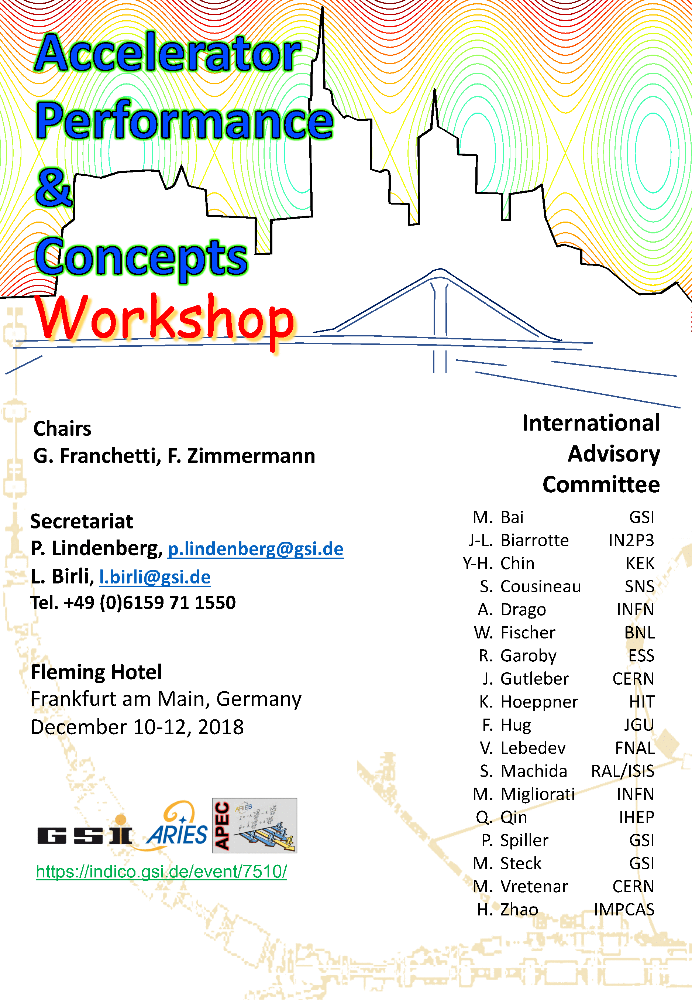 Accelerator
Performance
&
Concepts
Workshop
Chairs
G. Franchetti, F. Zimmermann
Secretariat
P. Lindenberg, p.lindenberg@gsi.de
L. Birli, l.birli@gsi.de
Tel. +49 (0)6159 71 1550
Fleming Hotel
Frankfurt am Main, Germany
December 10-12, 2018
GSI
ARIES
APEC
ARIES
https://indico.gsi.de/event/7510/
International
Advisory
Committee
M. Bai GSI
J-L. Biarrotte IN2P3
Y-H. Chin KEK
S. Cousineau SNS
A. Drago INFN
W. Fischer BNL
R. Garoby ESS
J. Gutleber CERN
K. Hoeppner HIT
F. Hug JGU
V. Lebedev FNAL
S. Machida RAL/ISIS
M. Migliorati INFN
Q. Qin IHEP
P. Spiller GSI
M. Steck GSI
M. Vretenar CERN
H. Zhao IMPCAS